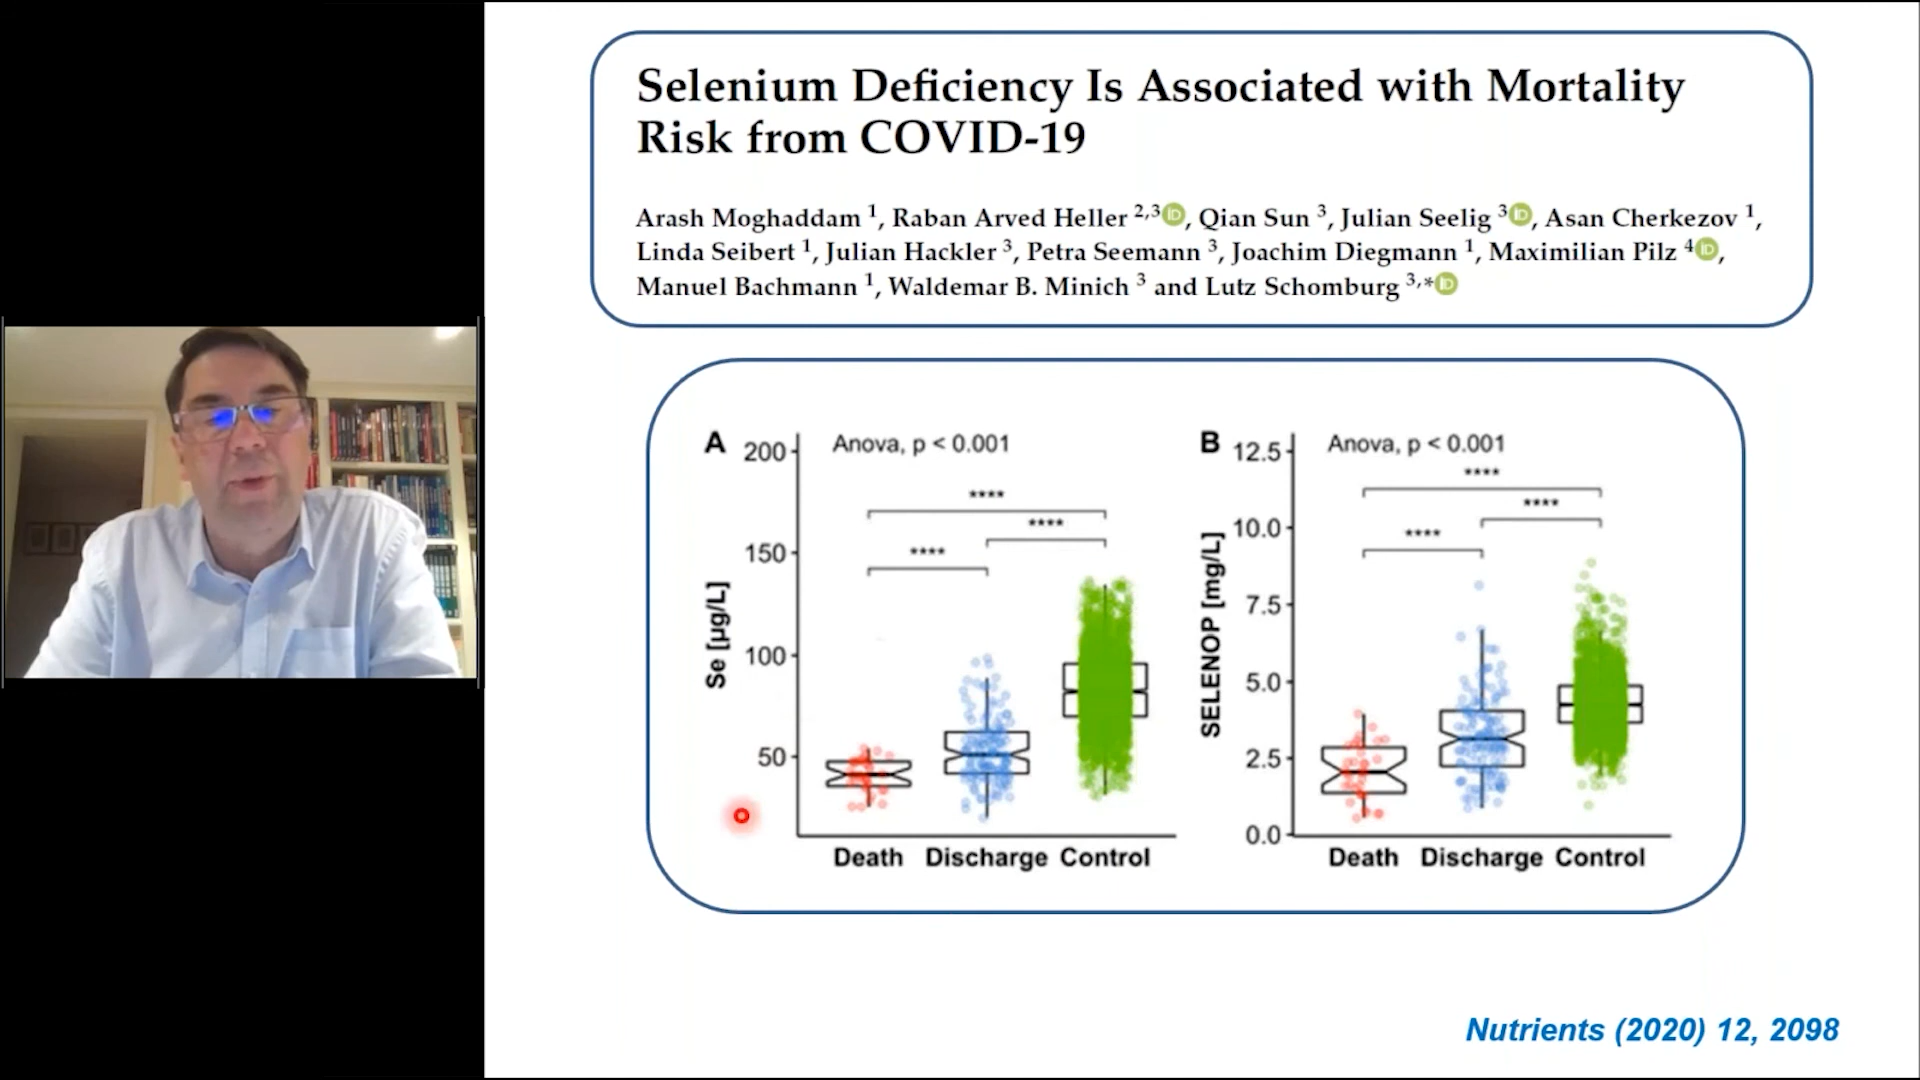 Selenium Deficiency Is Associated with Mortality
Risk from COVID-19
Arash Moghaddam 1, Raban Arved Heller 2,3 iD, Qian Sun 3, Julian Seelig 3 iD, Asan Cherkezov 1,
Linda Seibert 1, Julian Hackler 3, Petra Seemann 3, Joachim Diegmann 1, Maximilian Pilz 4 iD,
Manuel Bachmann 1, Waldemar B. Minich 3 and Lutz Schomburg 3,* iD
A
Anova, p < 0.001
200
150
100
50
Se [µg/L]
****
****
****
Death Discharge Control
B
Anova, p < 0.001
12.5
10.0
7.5
5.0
2.5
0.0
SELENOP [mg/L]
****
****
****
Death Discharge Control
Nutrients (2020) 12, 2098